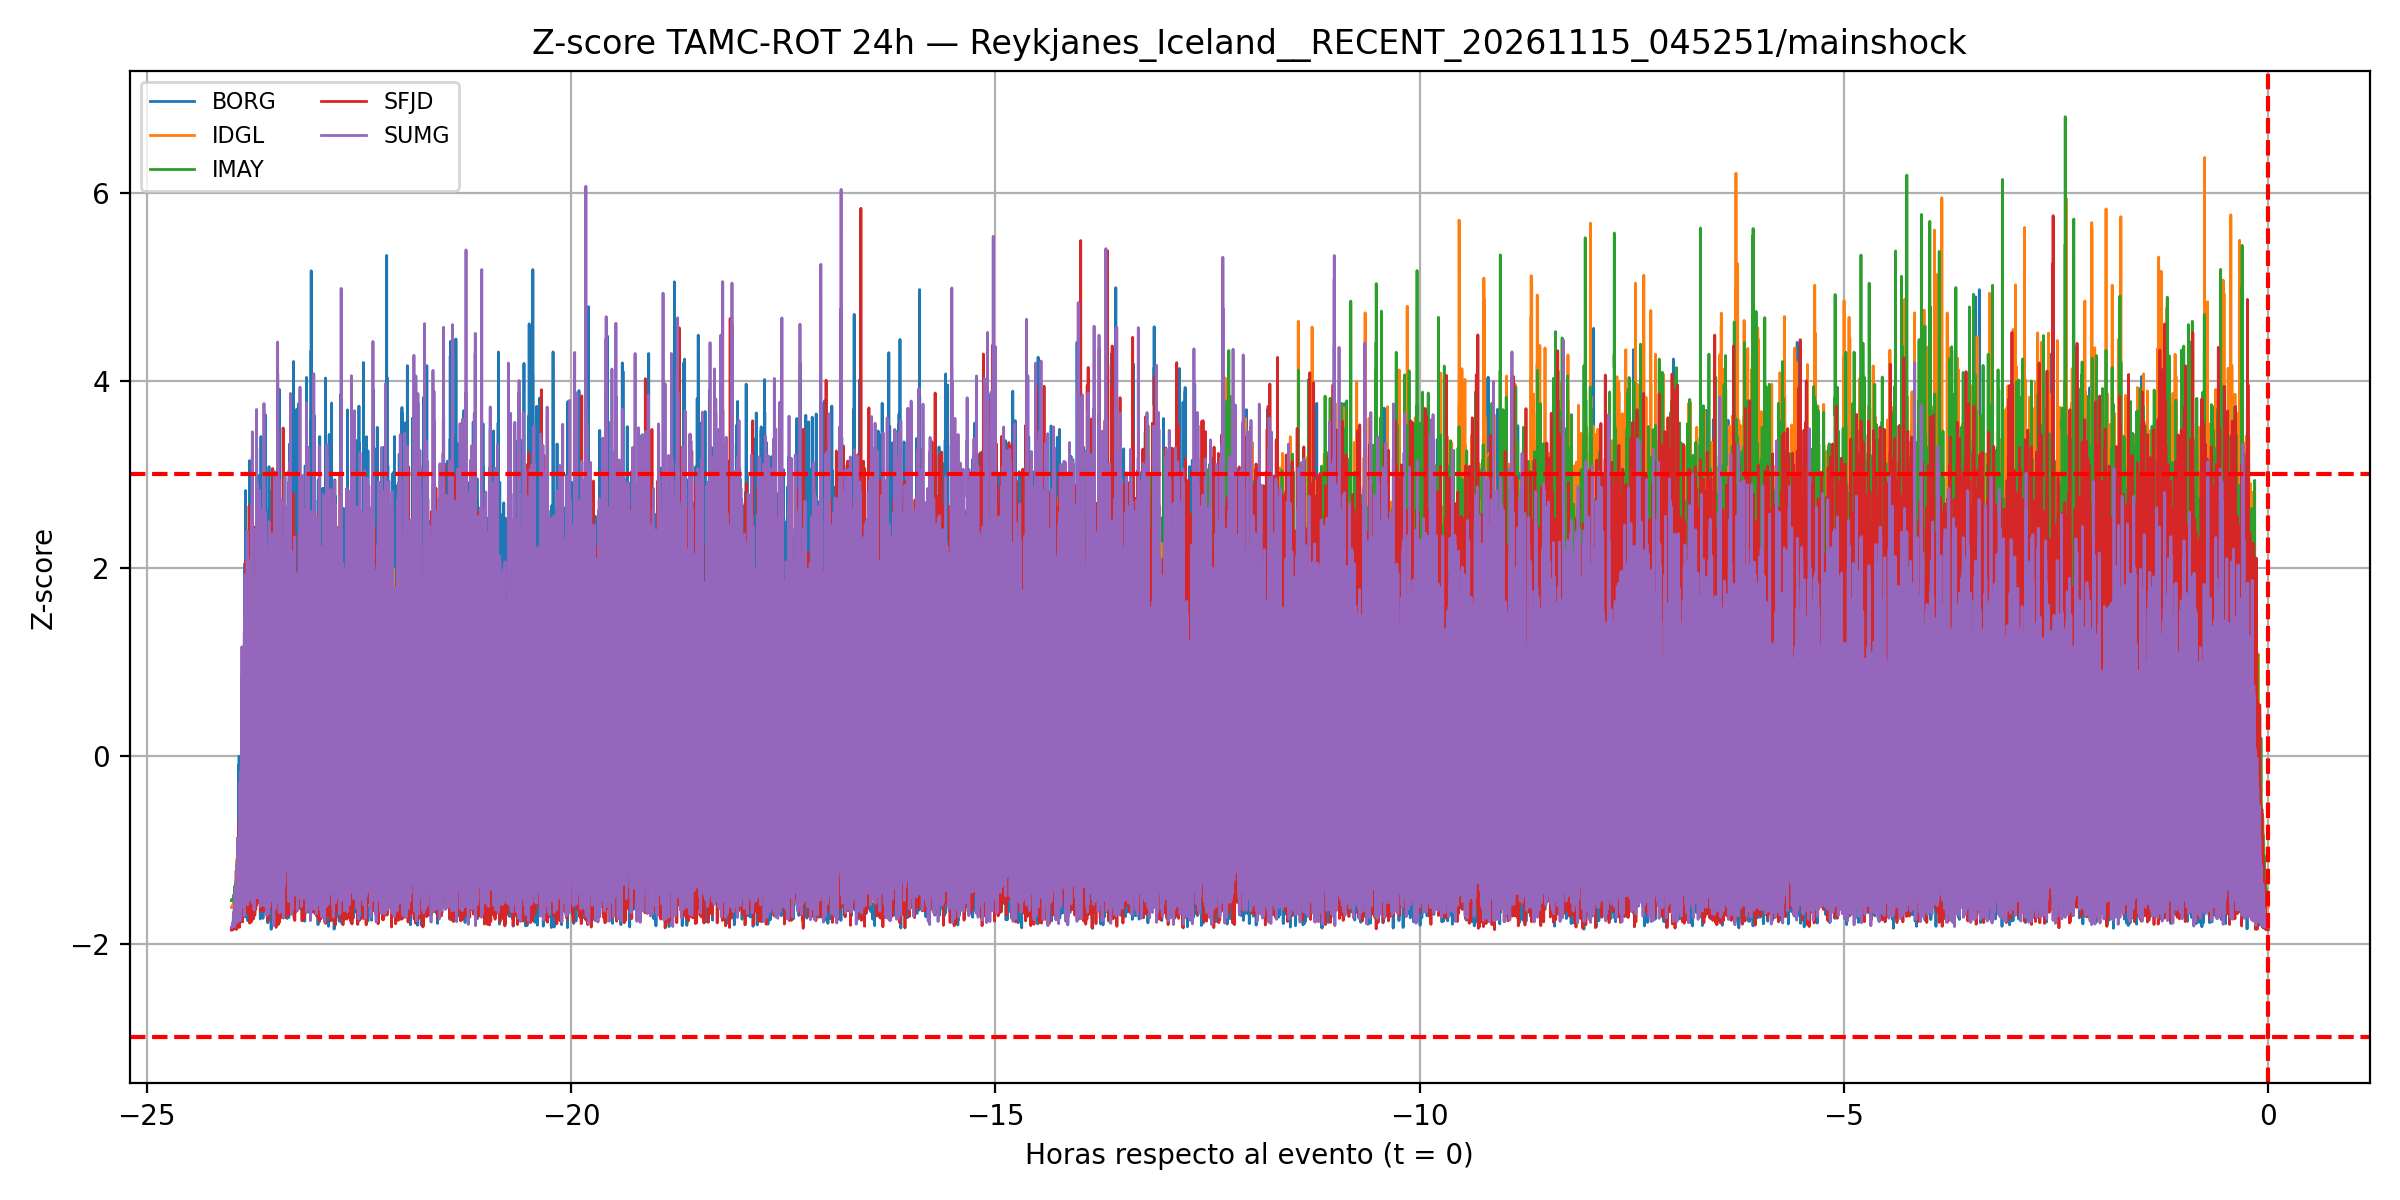 Z-score TAMC-ROT 24h — Reykjanes_Iceland__RECENT_20261115_045251/mainshock
BORG
IDGL
IMAY
SFJD
SUMG
Z-score
6
4
2
0
−2
−25
−20
−15
−10
−5
0
Horas respecto al evento (t = 0)